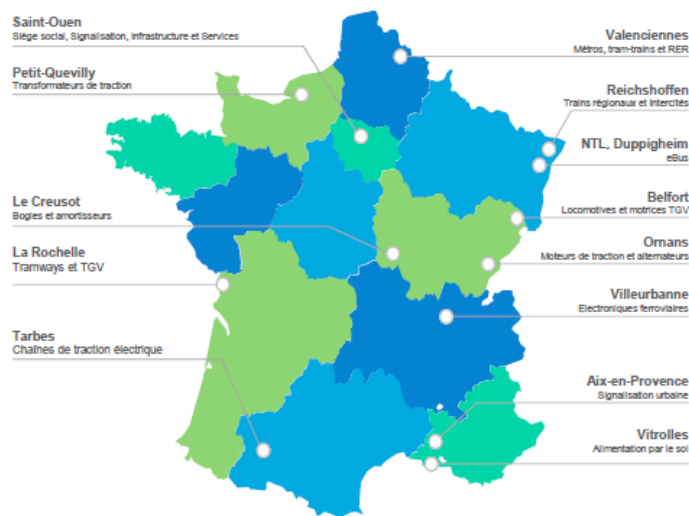 Saint-Ouen
Siège social, Signalisation, Infrastructure et Services
Petit-Quevilly
Transformateurs de traction
Le Creusot
Bogies et amortisseurs
La Rochelle
Tramways et TGV
Tarbes
Chaînes de traction électrique
Valenciennes
Métros, tram-trains et RER
Reichshoffen
Trains régionaux et Intercités
NTL, Duppigheim
eBus
Belfort
Locomotives et motrices TGV
Ornans
Moteurs de traction et alternateurs
Villeurbanne
Electroniques ferroviaires
Aix-en-Provence
Signalisation urbaine
Vitrolles
Alimentation par le sol